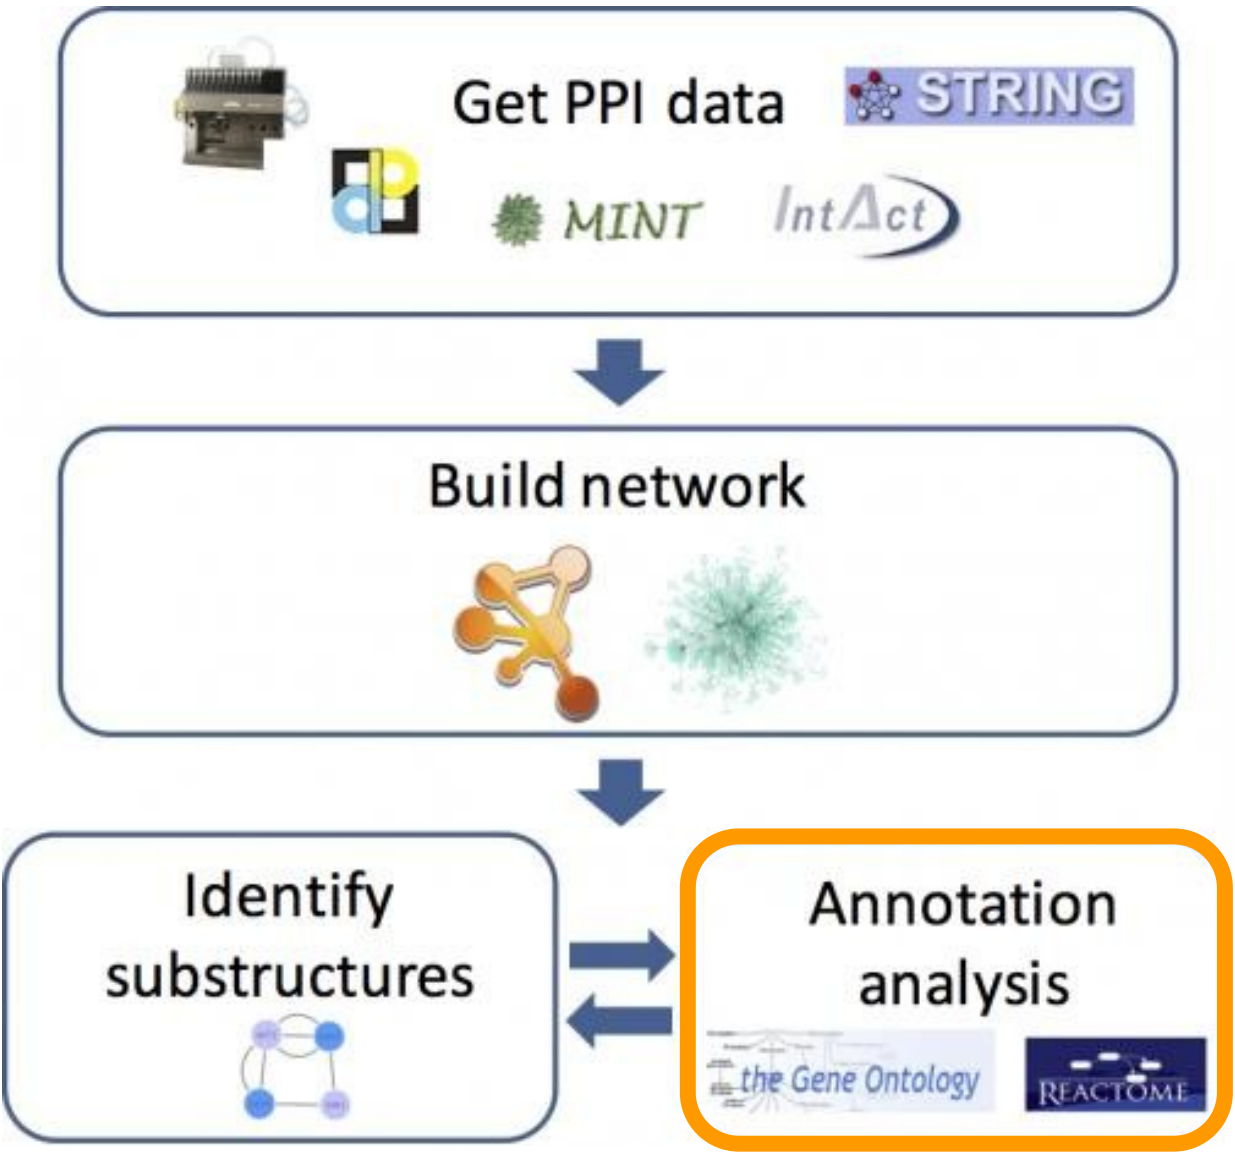 Get PPI data
STRING
MINT
IntAct
Build network
Identify
substructures
Annotation
analysis
the Gene Ontology
REACTOME